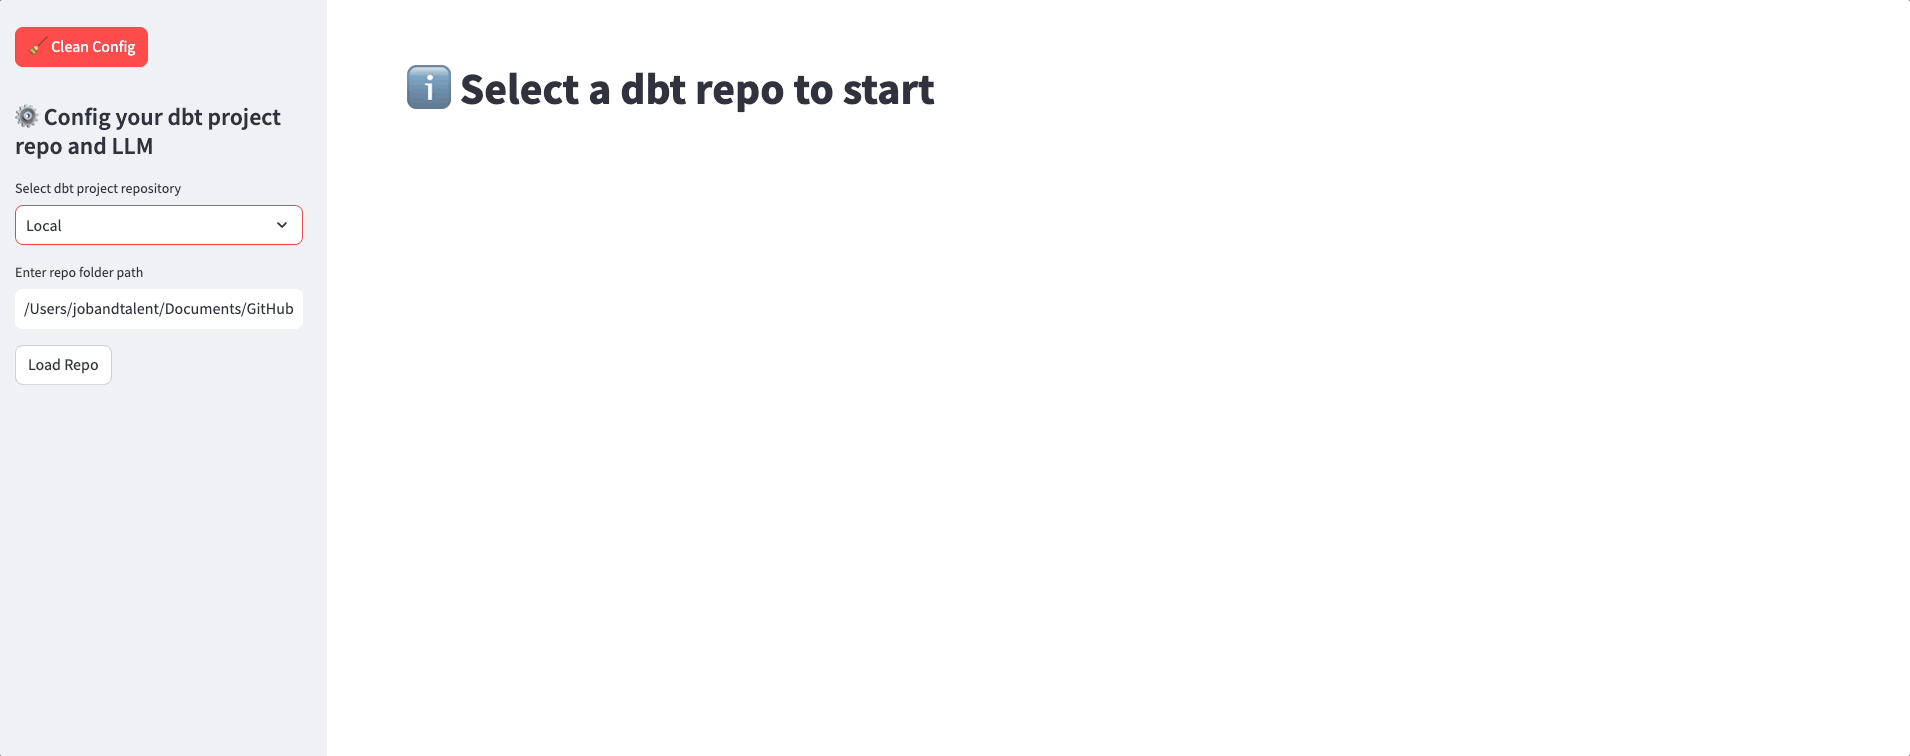 🧹 Clean Config
⚙️ Config your dbt project
repo and LLM
Select dbt project repository
Local
Enter repo folder path
/Users/jobandtalent/Documents/GitHub
Load Repo
ℹ️ Select a dbt repo to start